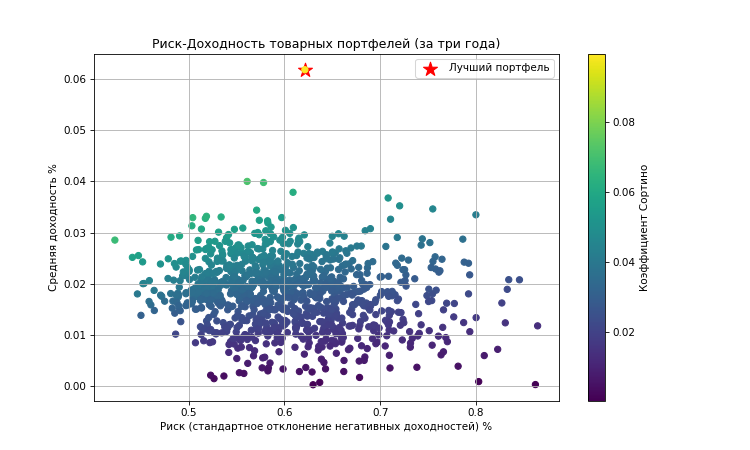 Риск-Доходность товарных портфелей (за три года)
Лучший портфель
Средняя доходность %
0.06
0.05
0.04
0.03
0.02
0.01
0.00
0.5 0.6 0.7 0.8
Риск (стандартное отклонение негативных доходностей) %
0.08
0.06
0.04
0.02
Коэффициент Сортино